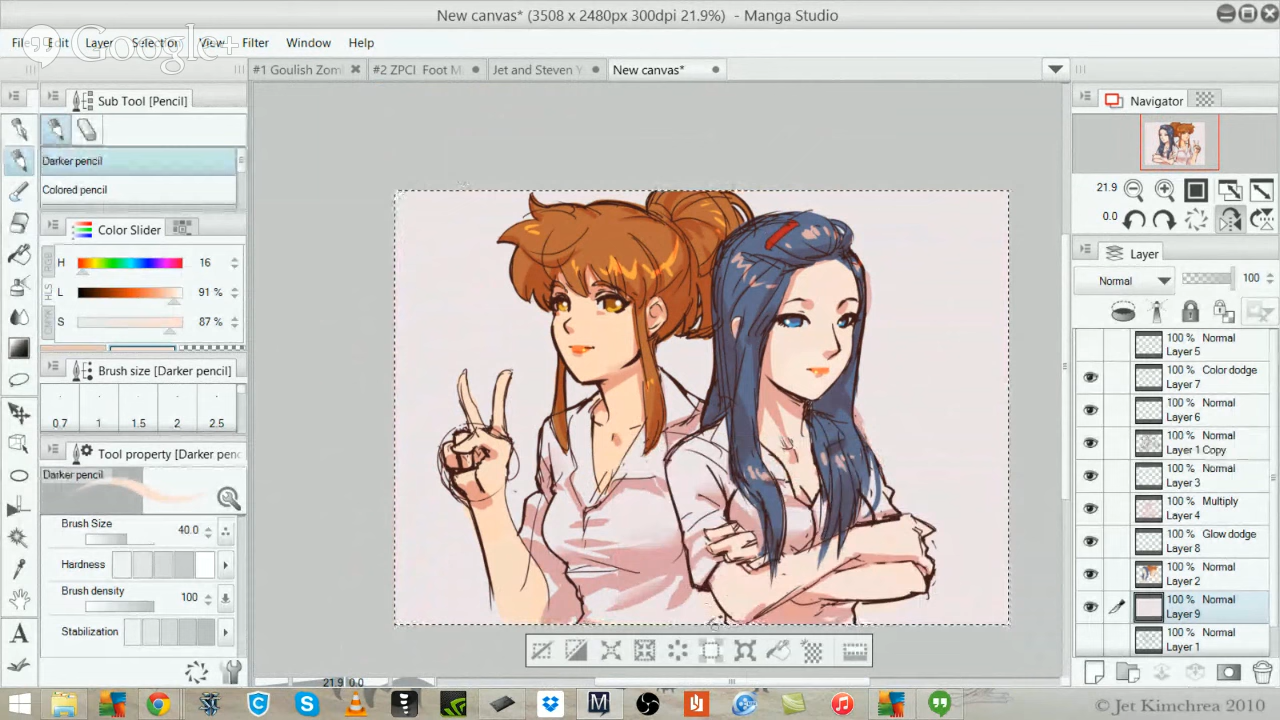 New canvas* (3508 x 2480px 300dpi 21.9%) - Manga Studio
File Edit Layer Selection View Filter Window Help
Google+
#1 Goulish Zom
#2 ZPCI Foot M
Jet and Steven Y
New canvas*
Sub Tool [Pencil]
Darker pencil
Colored pencil
Color Slider
H 16
L 91 %
S 87 %
RGB
HLS
CMYK
Brush size [Darker pencil]
0.7 1 1.5 2 2.5
Tool property [Darker penc
Darker pencil
Brush Size 40.0
Hardness
Brush density 100
Stabilization
21.9 0.0
Navigator
21.9
0.0
Layer
Normal 100
100 % Normal
Layer 5
100 % Color dodge
Layer 7
100 % Normal
Layer 6
100 % Normal
Layer 1 Copy
100 % Normal
Layer 3
100 % Multiply
Layer 4
100 % Glow dodge
Layer 8
100 % Normal
Layer 2
100 % Normal
Layer 9
100 % Normal
Layer 1
© Jet Kimchrea 2010